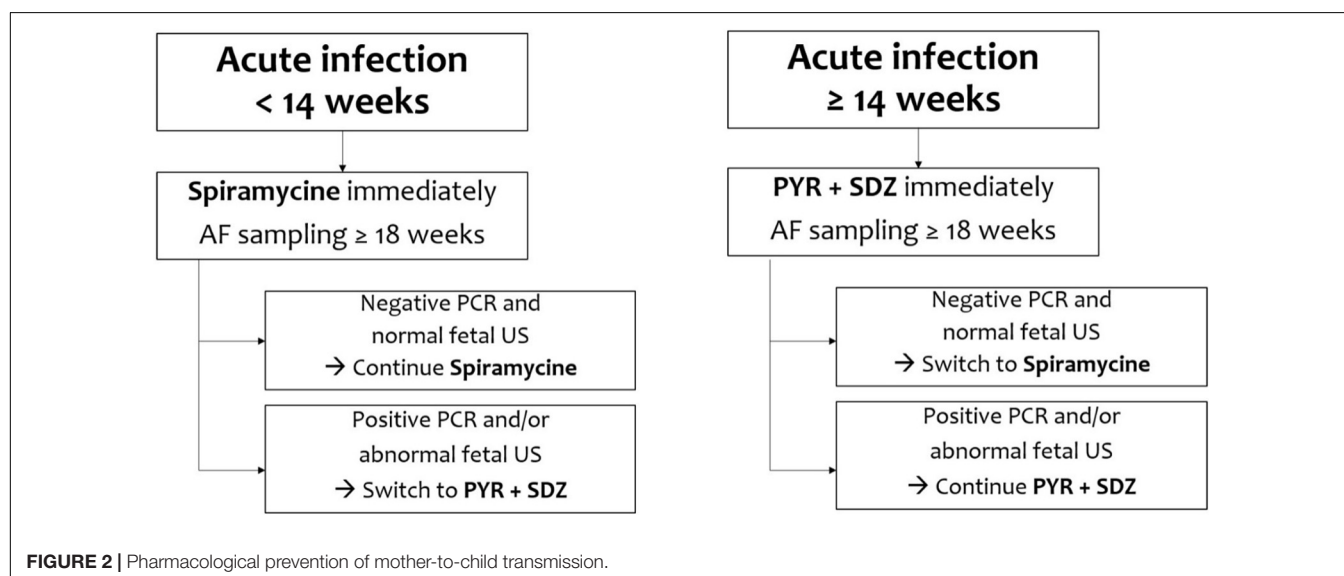 Acute infection
< 14 weeks
Spiramycine immediately
AF sampling ≥ 18 weeks
Negative PCR and
normal fetal US
→ Continue Spiramycine
Positive PCR and/or
abnormal fetal US
→ Switch to PYR + SDZ
Acute infection
≥ 14 weeks
PYR + SDZ immediately
AF sampling ≥ 18 weeks
Negative PCR and
normal fetal US
→ Switch to Spiramycine
Positive PCR and/or
abnormal fetal US
→ Continue PYR + SDZ
FIGURE 2 | Pharmacological prevention of mother-to-child transmission.